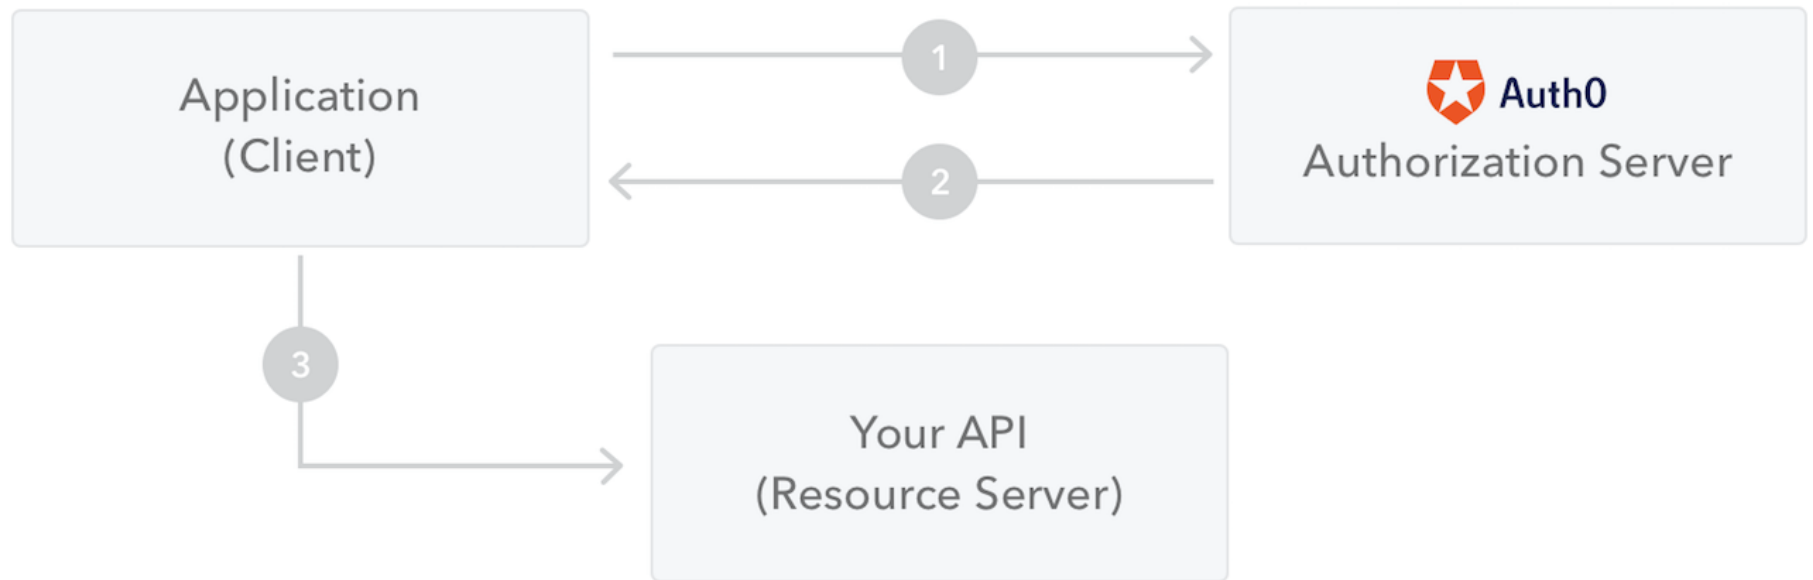 Application
(Client)
1
Auth0
Authorization Server
2
3
Your API
(Resource Server)